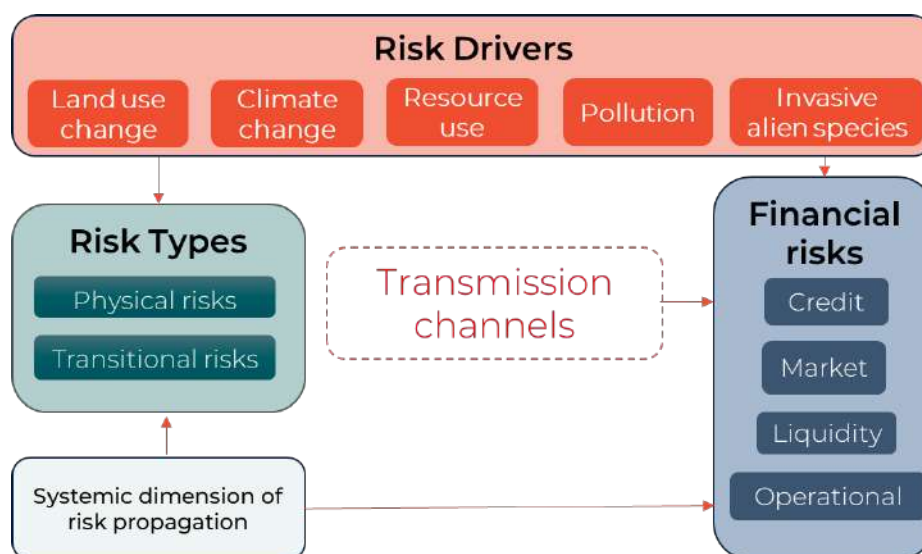 Risk Drivers
Land use
change
Climate
change
Resource
use
Pollution
Invasive
alien species
Risk Types
Physical risks
Transitional risks
Transmission
channels
Financial
risks
Credit
Market
Liquidity
Operational
Systemic dimension of
risk propagation